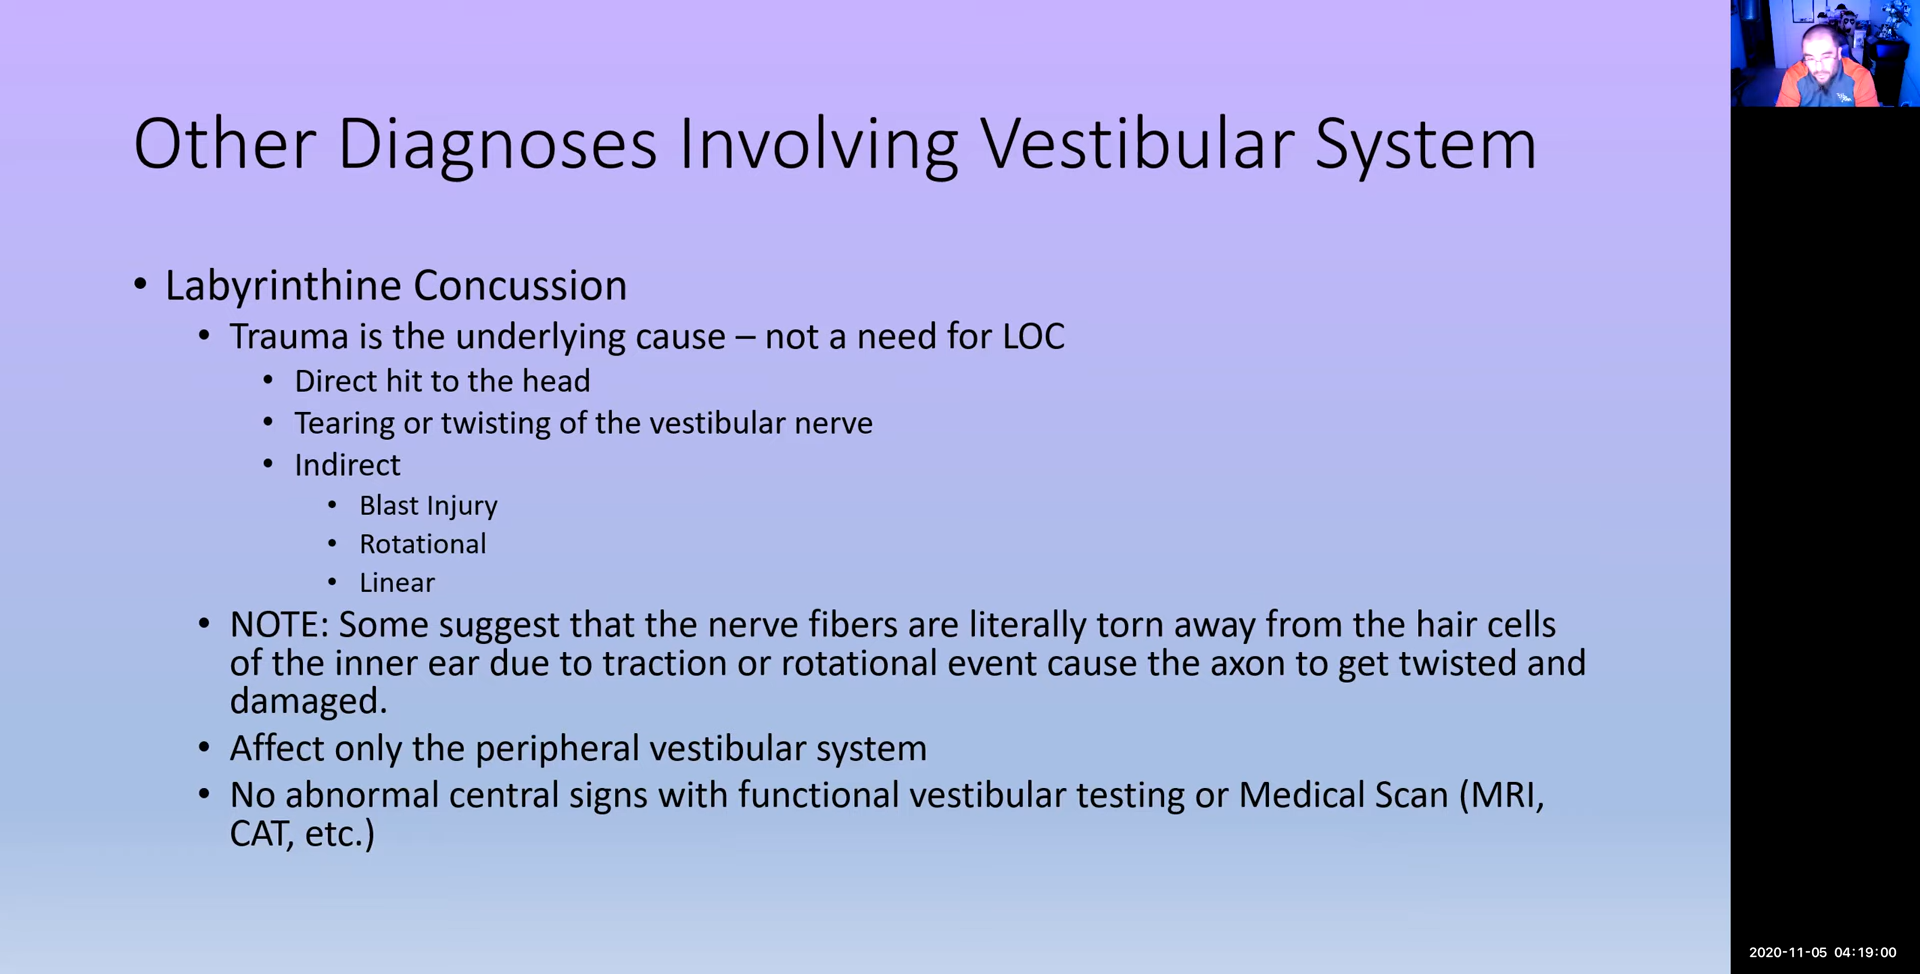 Other Diagnoses Involving Vestibular System
• Labyrinthine Concussion
• Trauma is the underlying cause – not a need for LOC
• Direct hit to the head
• Tearing or twisting of the vestibular nerve
• Indirect
• Blast Injury
• Rotational
• Linear
• NOTE: Some suggest that the nerve fibers are literally torn away from the hair cells
of the inner ear due to traction or rotational event cause the axon to get twisted and
damaged.
• Affect only the peripheral vestibular system
• No abnormal central signs with functional vestibular testing or Medical Scan (MRI,
CAT, etc.)
2020-11-05 04:19:00